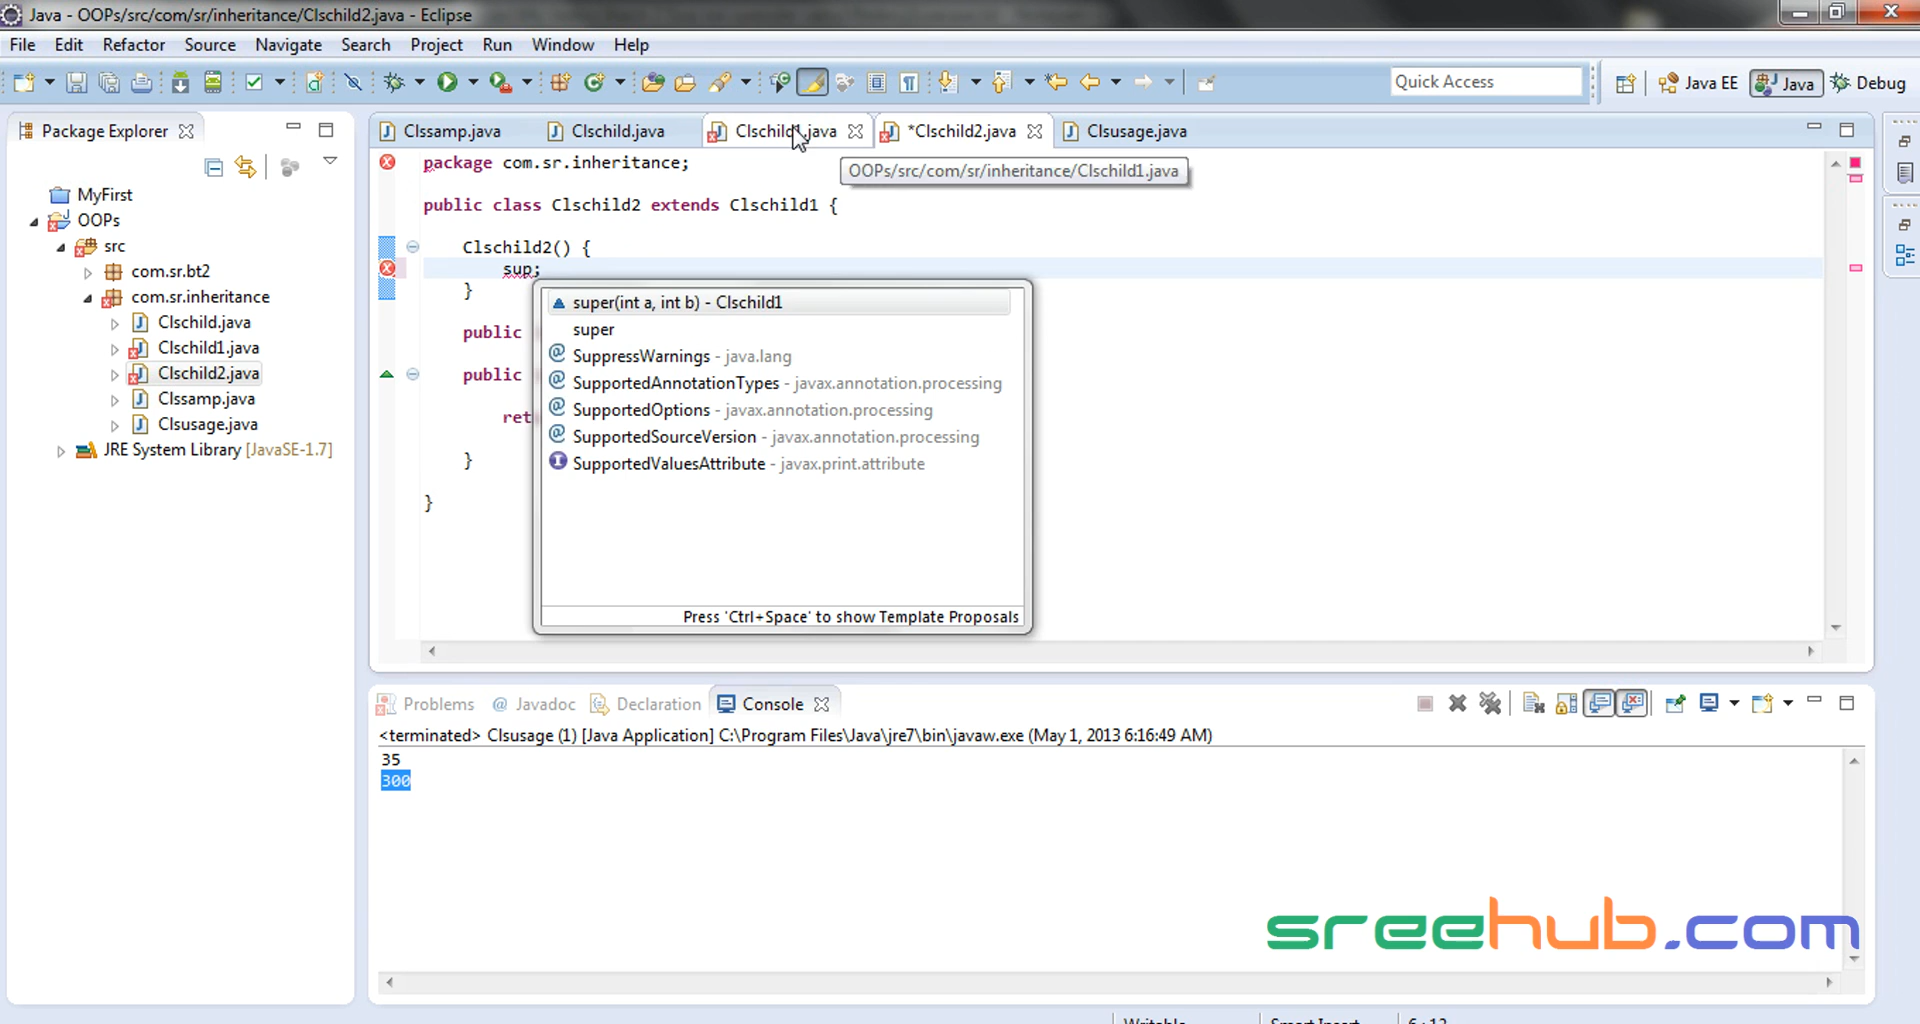 Java - OOPs/src/com/sr/inheritance/Clschild2.java - Eclipse
File Edit Refactor Source Navigate Search Project Run Window Help
Quick Access
Java EE Java Debug
Package Explorer
Clssamp.java Clschild.java Clschild1.java *Clschild2.java Clsusage.java
OOPs/src/com/sr/inheritance/Clschild1.java
MyFirst
OOPs
src
com.sr.bt2
com.sr.inheritance
Clschild.java
Clschild1.java
Clschild2.java
Clssamp.java
Clsusage.java
JRE System Library [JavaSE-1.7]
package com.sr.inheritance;
public class Clschild2 extends Clschild1 {
Clschild2() {
sup;
}
public
public
ret
}
}
super(int a, int b) - Clschild1
super
SuppressWarnings - java.lang
SupportedAnnotationTypes - javax.annotation.processing
SupportedOptions - javax.annotation.processing
SupportedSourceVersion - javax.annotation.processing
SupportedValuesAttribute - javax.print.attribute
Press 'Ctrl+Space' to show Template Proposals
Problems @ Javadoc Declaration Console
<terminated> Clsusage (1) [Java Application] C:\Program Files\Java\jre7\bin\javaw.exe (May 1, 2013 6:16:49 AM)
35
300
sreehub.com
Writable Smart Insert 6 : 12